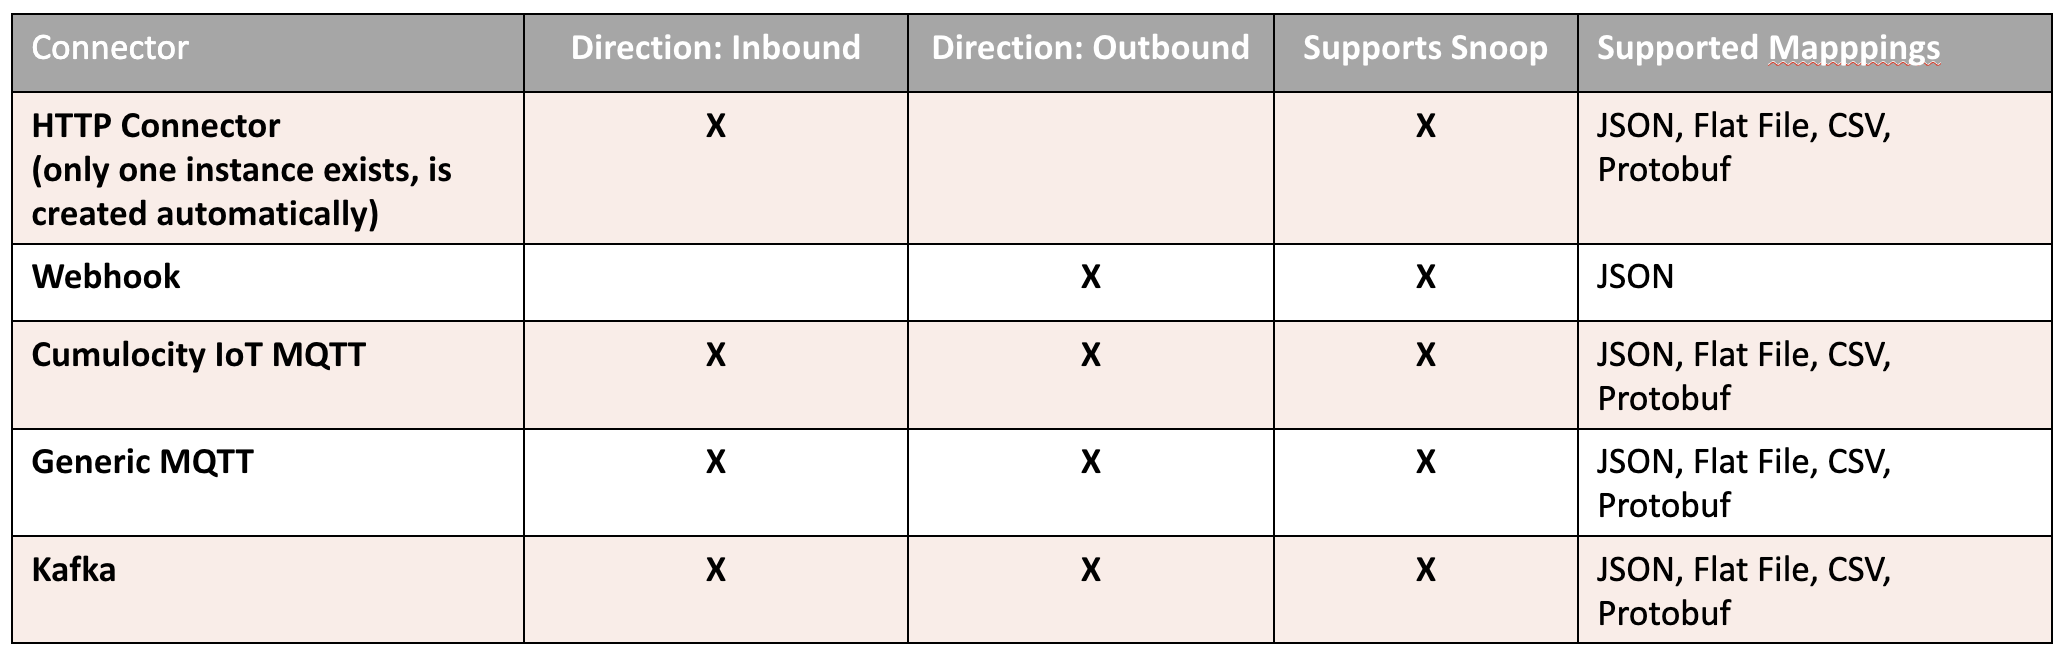 Connector Direction: Inbound Direction: Outbound Supports Snoop Supported Mapppings
HTTP Connector X X JSON, Flat File, CSV,
(only one instance exists, is Protobuf
created automatically)
Webhook X X JSON
Cumulocity IoT MQTT X X X JSON, Flat File, CSV,
Protobuf
Generic MQTT X X X JSON, Flat File, CSV,
Protobuf
Kafka X X X JSON, Flat File, CSV,
Protobuf